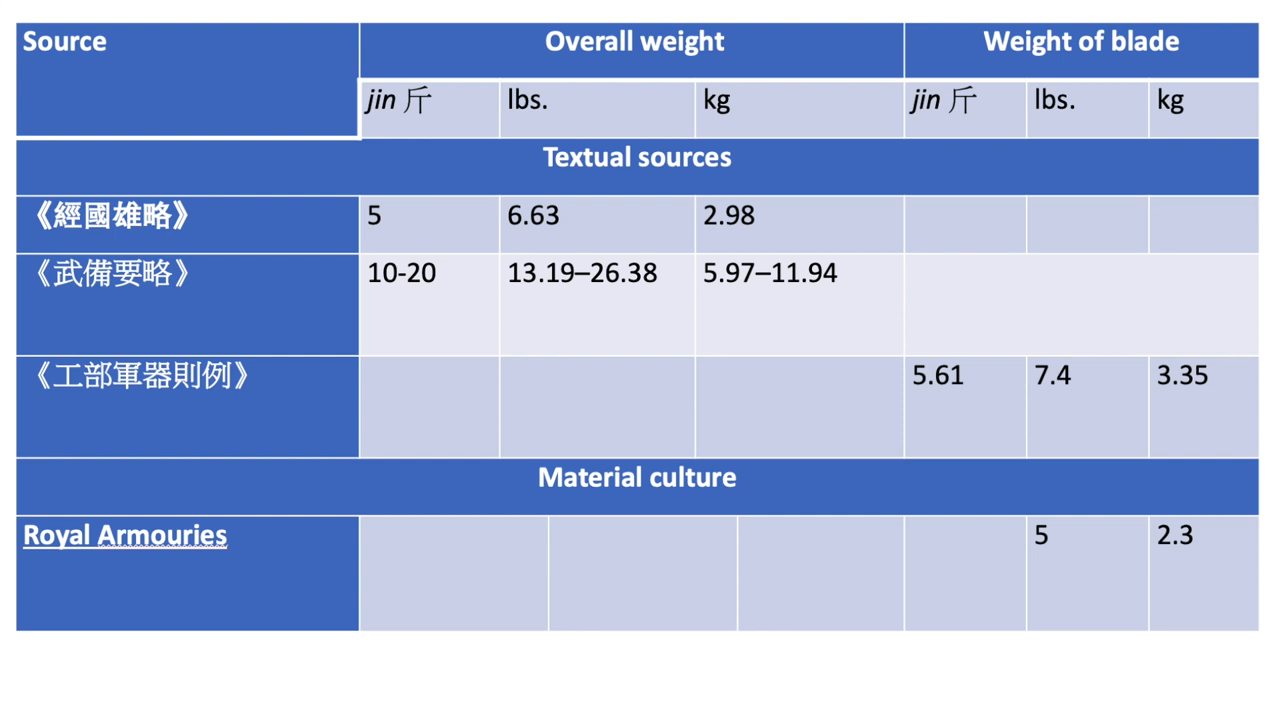 Source Overall weight Weight of blade
jin 斤 lbs. kg jin 斤 lbs. kg
Textual sources
《經國雄略》 5 6.63 2.98
《武備要略》 10-20 13.19–26.38 5.97–11.94
《工部軍器則例》 5.61 7.4 3.35
Material culture
Royal Armouries 5 2.3